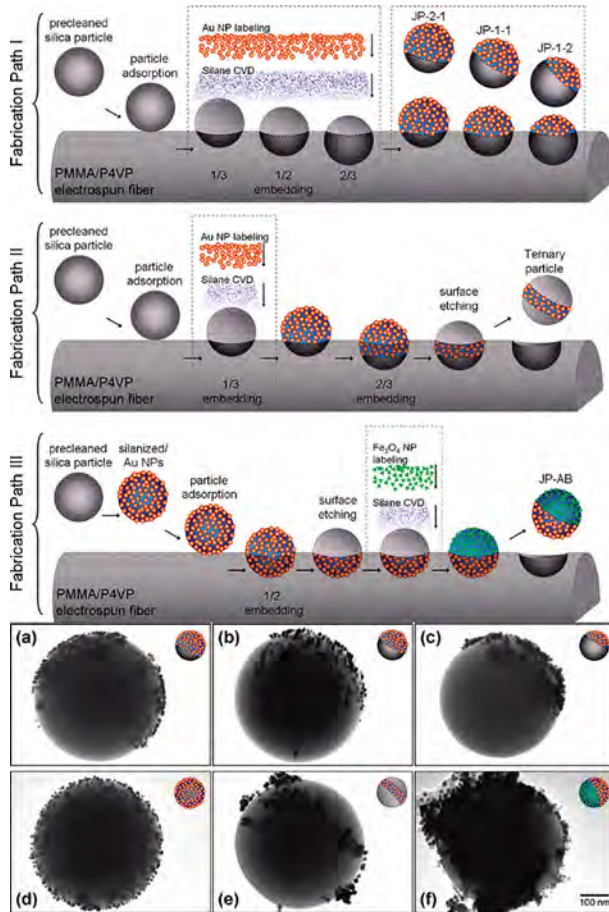 Fabrication Path I
precleaned
silica particle
particle
adsorption
Au NP labeling
Silane CVD
JP-2-1
JP-1-1
JP-1-2
PMMA/P4VP
electrospun fiber
1/3
1/2
2/3
embedding
Fabrication Path II
precleaned
silica particle
particle
adsorption
Au NP labeling
Silane CVD
surface
etching
Ternary
particle
PMMA/P4VP
electrospun fiber
1/3
embedding
2/3
embedding
Fabrication Path III
precleaned
silica particle
silanized/
Au NPs
particle
adsorption
surface
etching
Fe₃O₄ NP
labeling
Silane CVD
JP-AB
PMMA/P4VP
electrospun fiber
1/2
embedding
(a)
(b)
(c)
(d)
(e)
(f)
100 nm